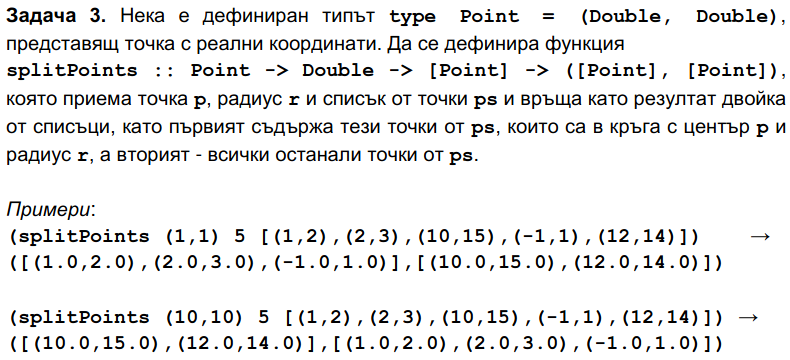 Задача 3. Нека е дефиниран типът type Point = (Double, Double),
представящ точка с реални координати. Да се дефинира функция
splitPoints :: Point -> Double -> [Point] -> ([Point], [Point]),
която приема точка p, радиус r и списък от точки ps и връща като резултат двойка
от списъци, като първият съдържа тези точки от ps, които са в кръга с център p и
радиус r, а вторият - всички останали точки от ps.
Примери:
(splitPoints (1,1) 5 [(1,2),(2,3),(10,15),(-1,1),(12,14)]) →
([(1.0,2.0),(2.0,3.0),(-1.0,1.0)],[(10.0,15.0),(12.0,14.0)])
(splitPoints (10,10) 5 [(1,2),(2,3),(10,15),(-1,1),(12,14)]) →
([(10.0,15.0),(12.0,14.0)],[(1.0,2.0),(2.0,3.0),(-1.0,1.0)])